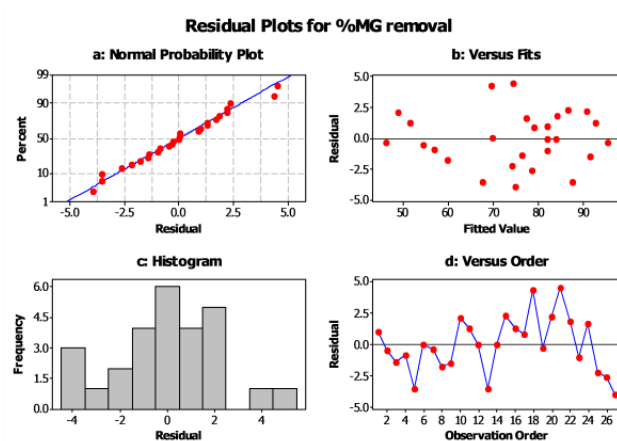 Residual Plots for %MG removal
a: Normal Probability Plot
99
90
50
10
1
Percent
-5.0 -2.5 0.0 2.5 5.0
Residual
b: Versus Fits
5.0
2.5
0.0
-2.5
-5.0
Residual
50 60 70 80 90
Fitted Value
c: Histogram
6.0
4.5
3.0
1.5
0.0
Frequency
-4 -2 0 2 4
Residual
d: Versus Order
5.0
2.5
0.0
-2.5
-5.0
Residual
2 4 6 8 10 12 14 16 18 20 22 24 26
Observation Order